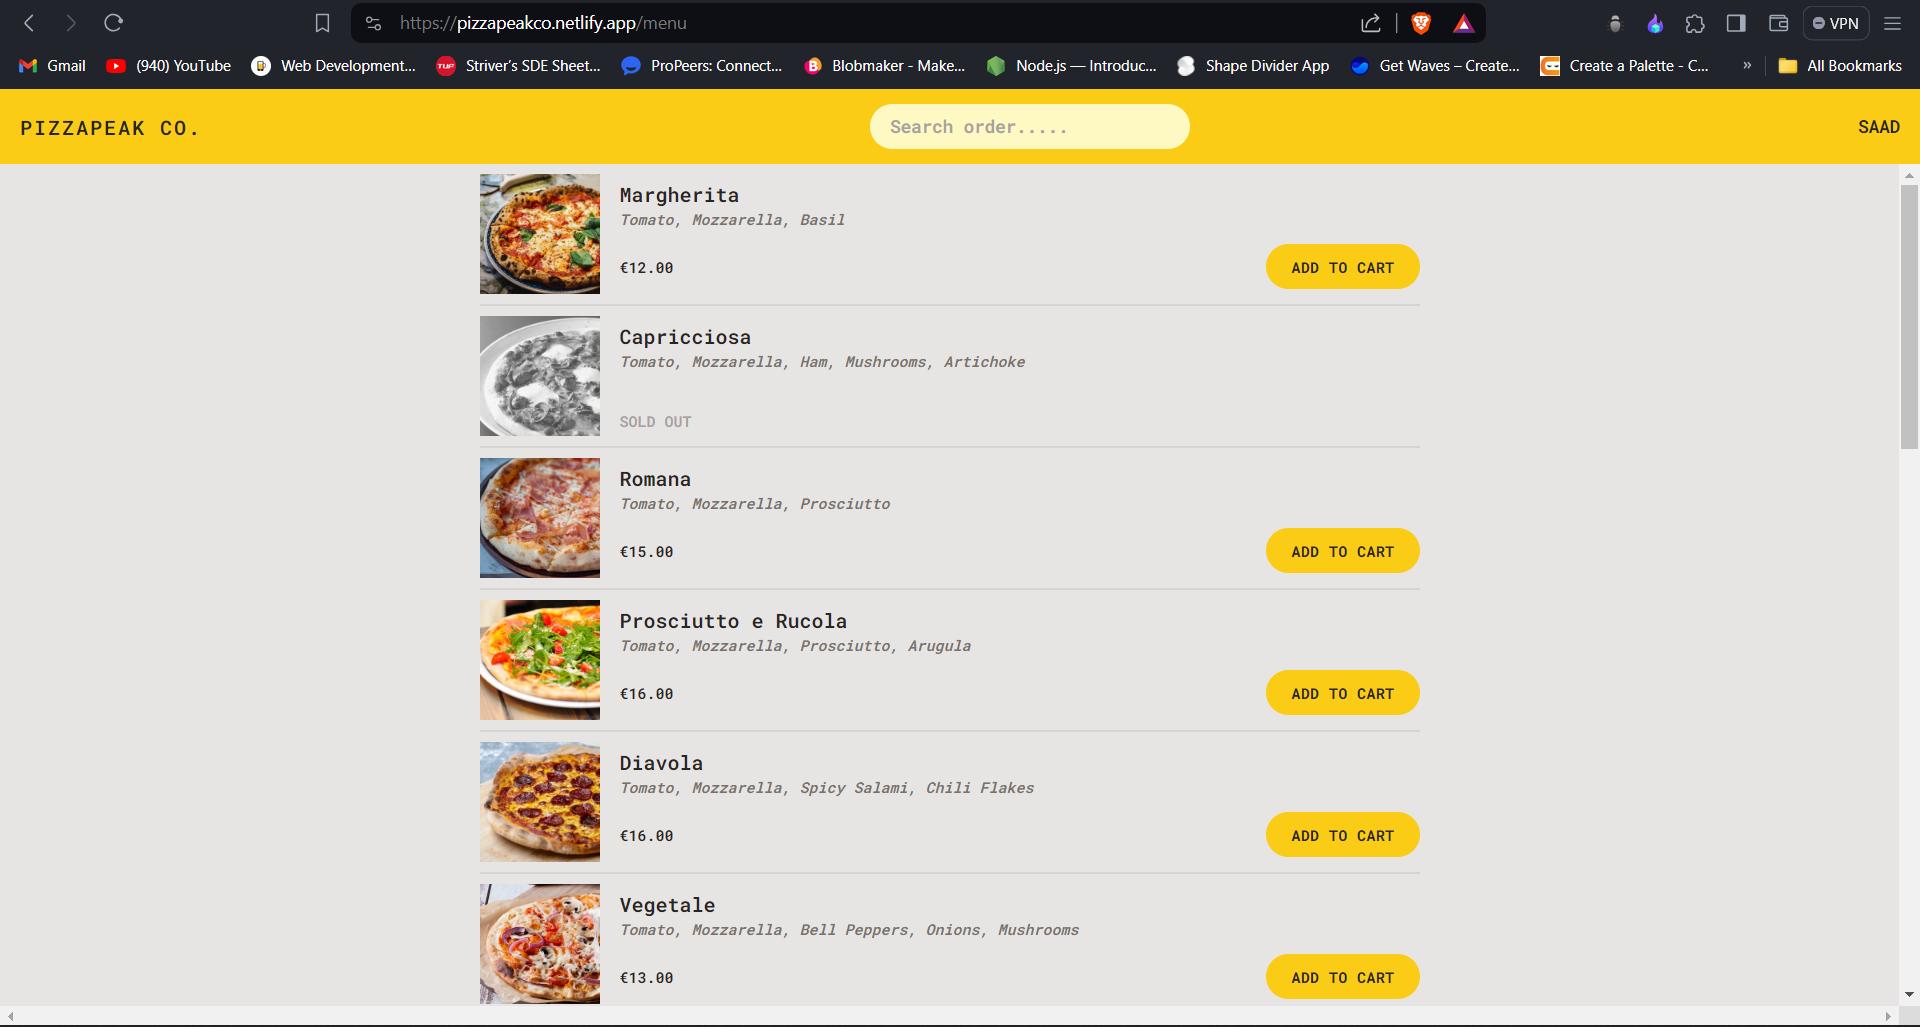 https://pizzapeakco.netlify.app/menu
VPN
Gmail
(940) YouTube
Web Development...
TUF
Striver's SDE Sheet...
ProPeers: Connect...
B
Blobmaker - Make...
Node.js — Introduc...
Shape Divider App
Get Waves – Create...
Create a Palette - C...
»
All Bookmarks
PIZZAPEAK CO.
Search order.....
SAAD
Margherita
Tomato, Mozzarella, Basil
€12.00
ADD TO CART
Capricciosa
Tomato, Mozzarella, Ham, Mushrooms, Artichoke
SOLD OUT
Romana
Tomato, Mozzarella, Prosciutto
€15.00
ADD TO CART
Prosciutto e Rucola
Tomato, Mozzarella, Prosciutto, Arugula
€16.00
ADD TO CART
Diavola
Tomato, Mozzarella, Spicy Salami, Chili Flakes
€16.00
ADD TO CART
Vegetale
Tomato, Mozzarella, Bell Peppers, Onions, Mushrooms
€13.00
ADD TO CART